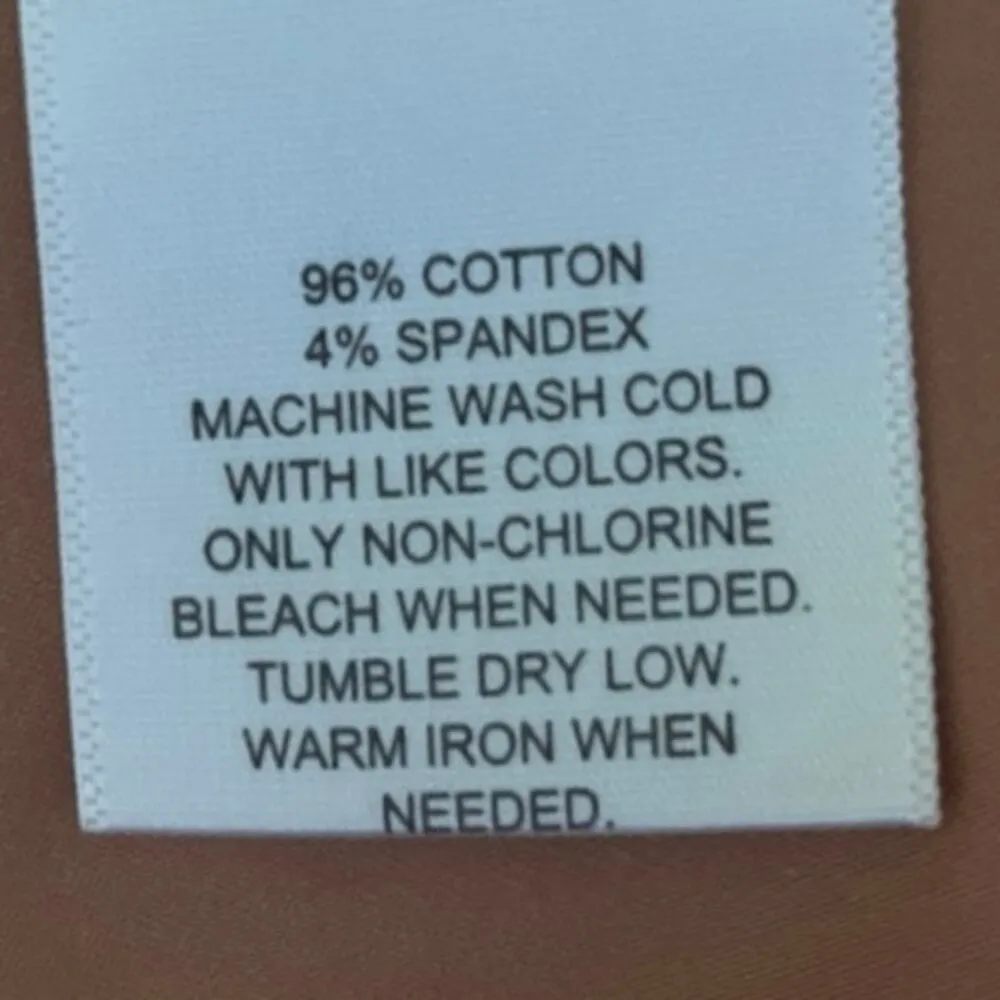 96% COTTON
4% SPANDEX
MACHINE WASH COLD
WITH LIKE COLORS.
ONLY NON-CHLORINE
BLEACH WHEN NEEDED.
TUMBLE DRY LOW.
WARM IRON WHEN
NEEDED.